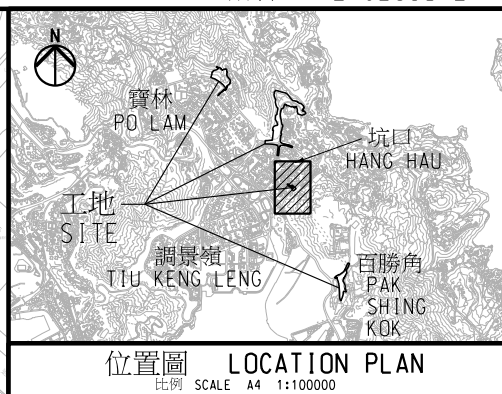 N
寶林
PO LAM
坑口
HANG HAU
工地
SITE
調景嶺
TIU KENG LENG
百勝角
PAK
SHING
KOK
位置圖 LOCATION PLAN
比例 SCALE A4 1:100000